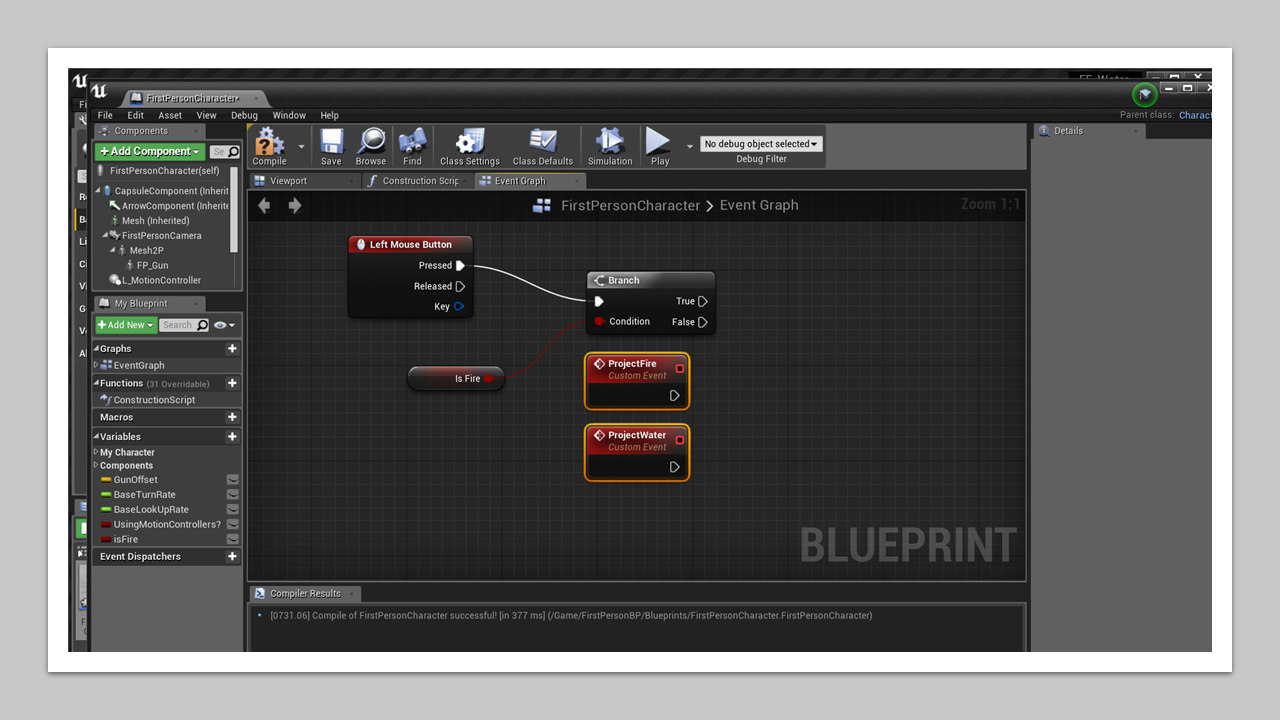 FirstPersonCharacter*
File Edit Asset View Debug Window Help
Parent class: Charac
Components
+ Add Component
Se
FirstPersonCharacter(self)
CapsuleComponent (Inherit
ArrowComponent (Inherite
Mesh (Inherited)
FirstPersonCamera
Mesh2P
FP_Gun
L_MotionController
My Blueprint
+ Add New
Search
Graphs
EventGraph
Functions (31 Overridable)
ConstructionScript
Macros
Variables
My Character
Components
GunOffset
BaseTurnRate
BaseLookUpRate
UsingMotionControllers?
isFire
Event Dispatchers
Compile
Save
Browse
Find
Class Settings
Class Defaults
Simulation
Play
No debug object selected
Debug Filter
Viewport
Construction Scrip
Event Graph
FirstPersonCharacter > Event Graph
Zoom 1:1
Left Mouse Button
Pressed
Released
Key
Is Fire
Branch
True
Condition
False
ProjectFire
Custom Event
ProjectWater
Custom Event
BLUEPRINT
Compiler Results
[0731.06] Compile of FirstPersonCharacter successful! [in 377 ms] (/Game/FirstPersonBP/Blueprints/FirstPersonCharacter.FirstPersonCharacter)
Details